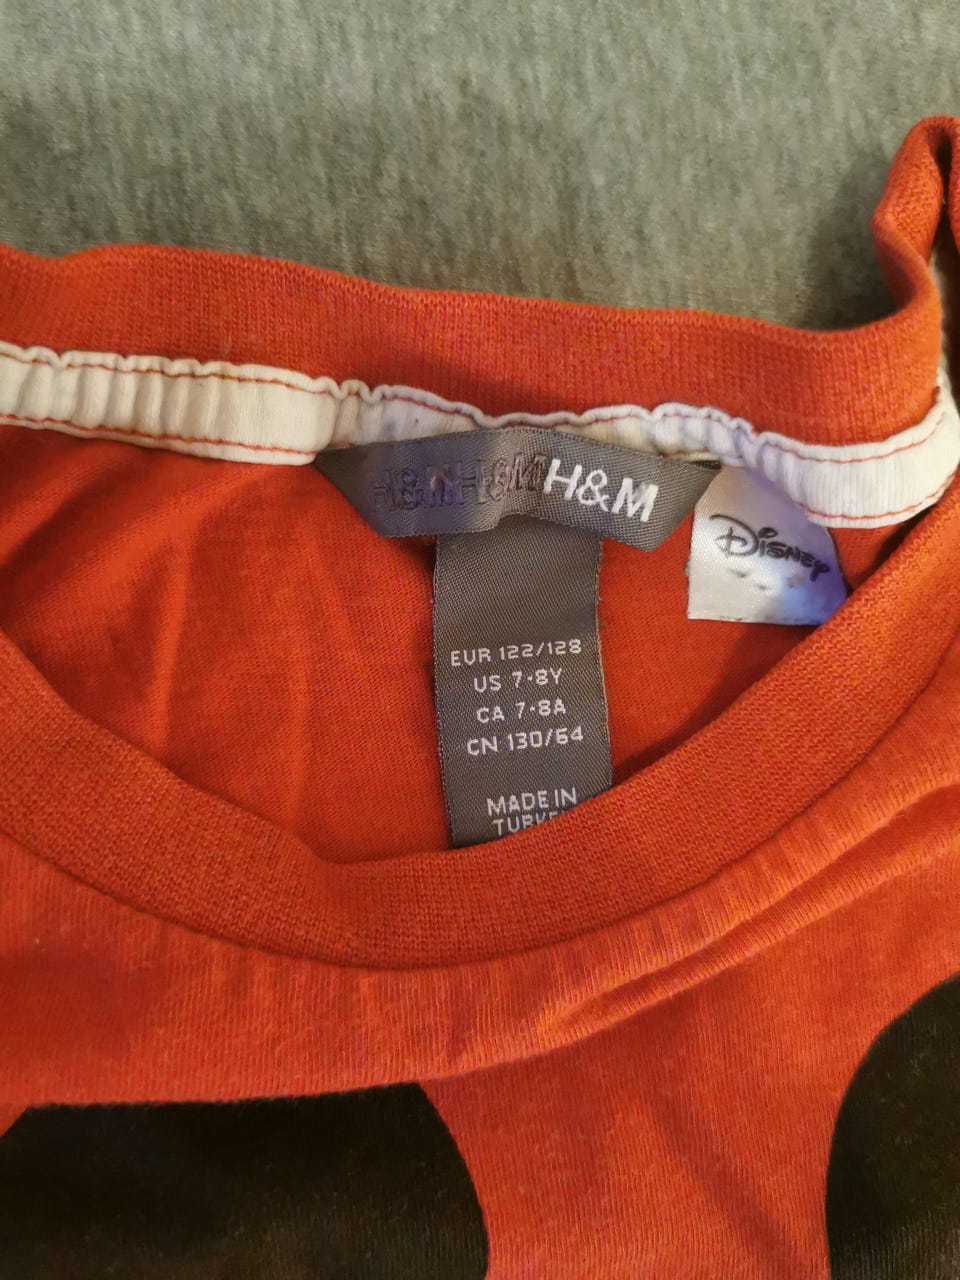 H&M H&M H&M
Disney
EUR 122/128
US 7-8Y
CA 7-8A
CN 130/64
MADE IN